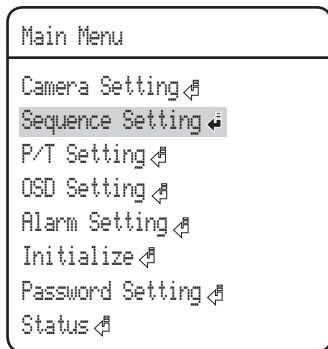 Main Menu
Camera Setting
Sequence Setting
P/T Setting
OSD Setting
Alarm Setting
Initialize
Password Setting
Status